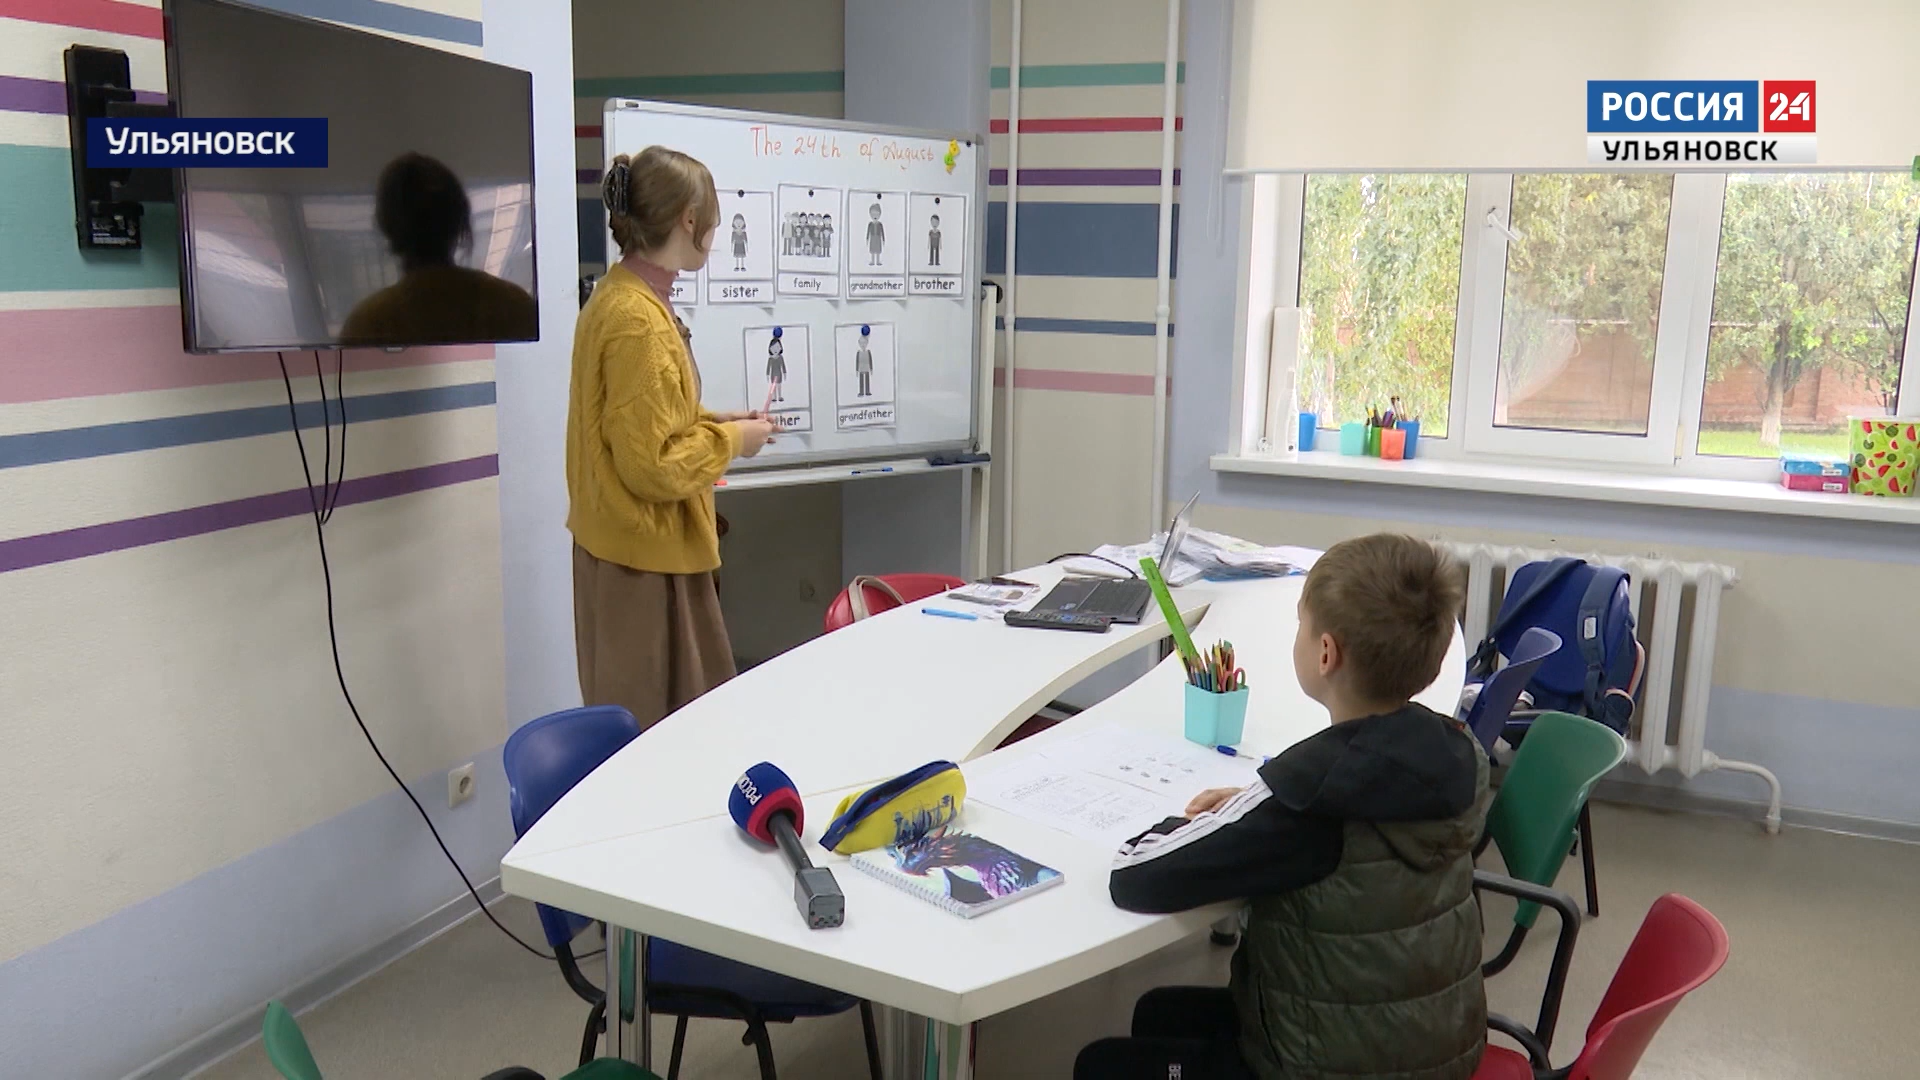 Ульяновск
РОССИЯ 24
УЛЬЯНОВСК
The 24th of August
sister
family
grandmother
brother
grandfather